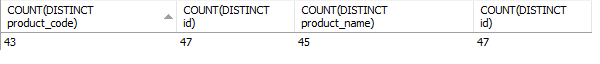 COUNT(DISTINCT product_code) COUNT(DISTINCT id) COUNT(DISTINCT product_name) COUNT(DISTINCT id)
43 47 45 47